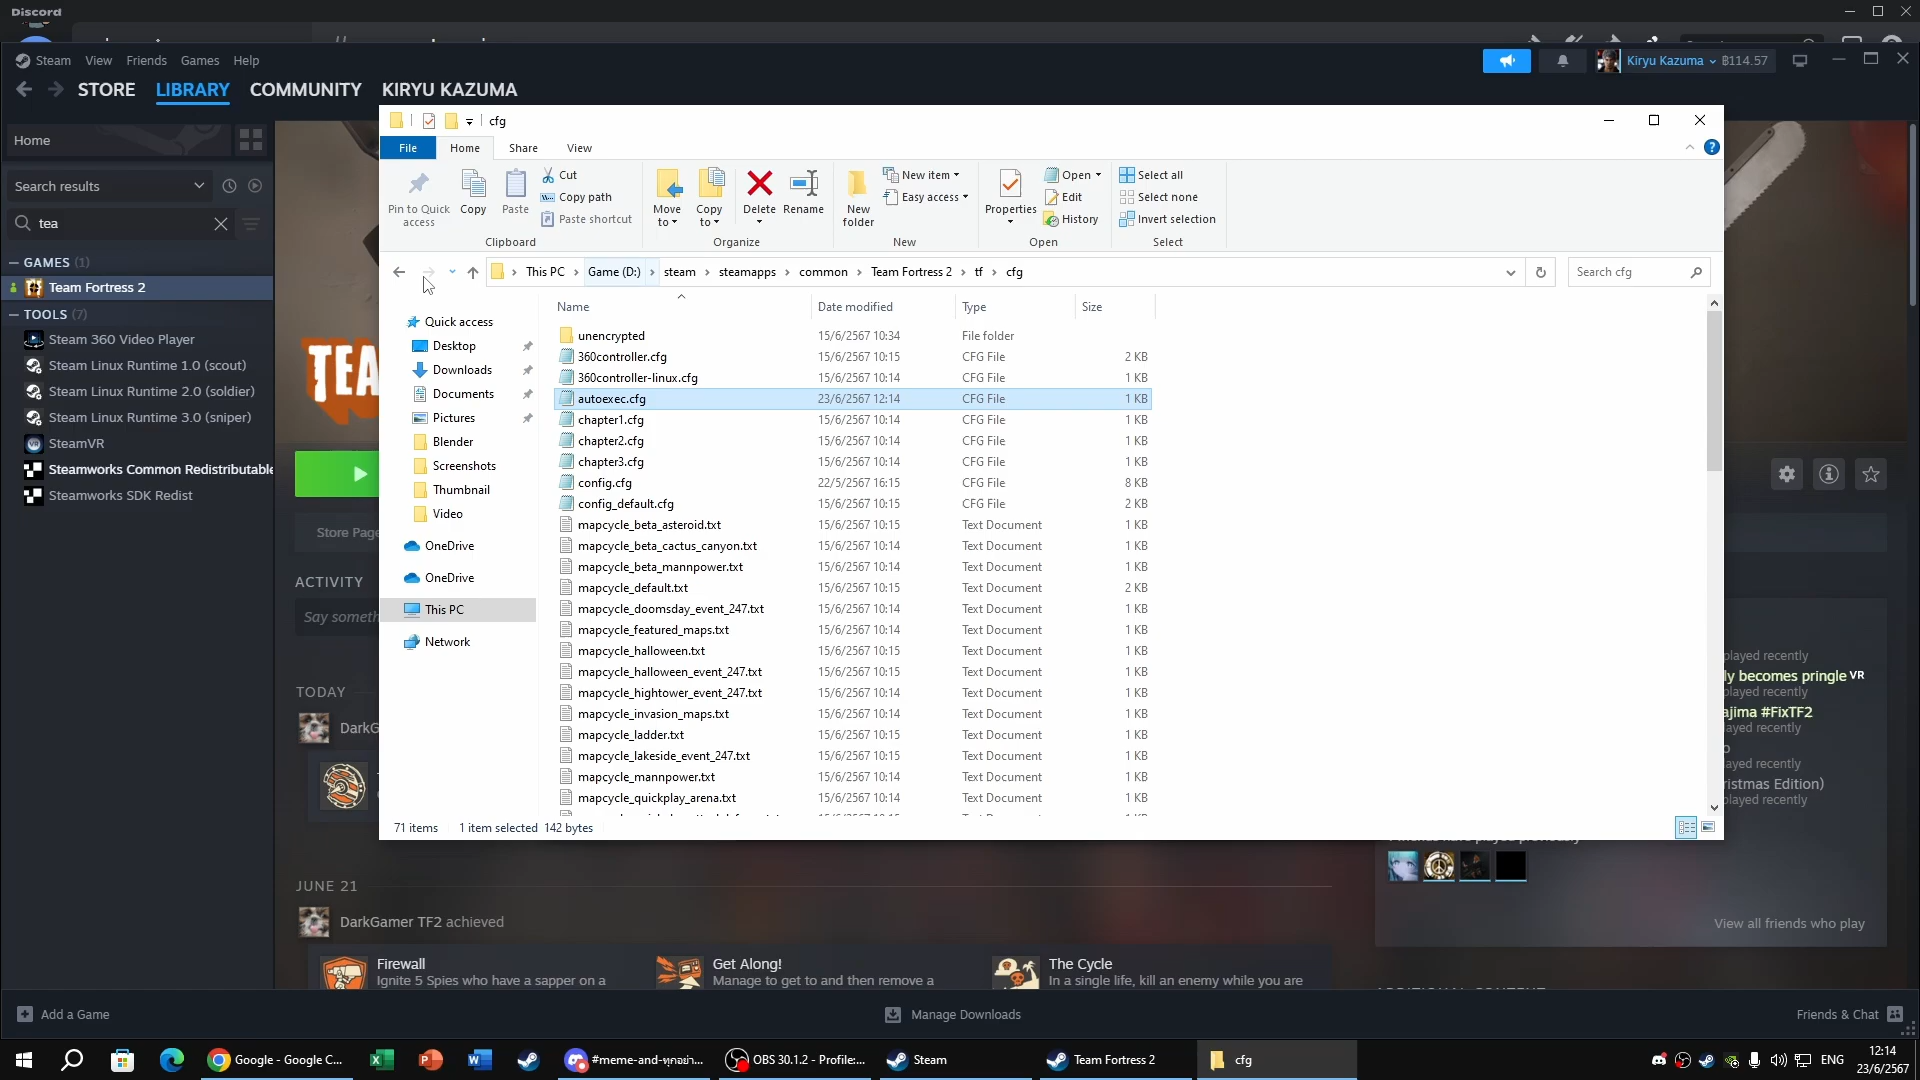 Discord
Steam View Friends Games Help
Kiryu Kazuma ฿114.57
STORE LIBRARY COMMUNITY KIRYU KAZUMA
Home
Search results
tea
GAMES (1)
Team Fortress 2
TOOLS (7)
Steam 360 Video Player
Steam Linux Runtime 1.0 (scout)
Steam Linux Runtime 2.0 (soldier)
Steam Linux Runtime 3.0 (sniper)
SteamVR
Steamworks Common Redistributable
Steamworks SDK Redist
cfg
File Home Share View
Pin to Quick access
Copy
Paste
Cut
Copy path
Paste shortcut
Clipboard
Move to
Copy to
Delete
Rename
Organize
New folder
New item
Easy access
New
Properties
Open
Edit
History
Open
Select all
Select none
Invert selection
Select
This PC Game (D:) steam steamapps common Team Fortress 2 tf cfg
Search cfg
Quick access
Desktop
Downloads
Documents
Pictures
Blender
Screenshots
Thumbnail
Video
OneDrive
OneDrive
This PC
Network
Name Date modified Type Size
unencrypted 15/6/2567 10:34 File folder
360controller.cfg 15/6/2567 10:15 CFG File 2 KB
360controller-linux.cfg 15/6/2567 10:14 CFG File 1 KB
autoexec.cfg 23/6/2567 12:14 CFG File 1 KB
chapter1.cfg 15/6/2567 10:14 CFG File 1 KB
chapter2.cfg 15/6/2567 10:14 CFG File 1 KB
chapter3.cfg 15/6/2567 10:14 CFG File 1 KB
config.cfg 22/5/2567 16:15 CFG File 8 KB
config_default.cfg 15/6/2567 10:15 CFG File 2 KB
mapcycle_beta_asteroid.txt 15/6/2567 10:15 Text Document 1 KB
mapcycle_beta_cactus_canyon.txt 15/6/2567 10:14 Text Document 1 KB
mapcycle_beta_mannpower.txt 15/6/2567 10:14 Text Document 1 KB
mapcycle_default.txt 15/6/2567 10:15 Text Document 2 KB
mapcycle_doomsday_event_247.txt 15/6/2567 10:14 Text Document 1 KB
mapcycle_featured_maps.txt 15/6/2567 10:14 Text Document 1 KB
mapcycle_halloween.txt 15/6/2567 10:15 Text Document 1 KB
mapcycle_halloween_event_247.txt 15/6/2567 10:15 Text Document 1 KB
mapcycle_hightower_event_247.txt 15/6/2567 10:14 Text Document 1 KB
mapcycle_invasion_maps.txt 15/6/2567 10:14 Text Document 1 KB
mapcycle_ladder.txt 15/6/2567 10:15 Text Document 1 KB
mapcycle_lakeside_event_247.txt 15/6/2567 10:15 Text Document 1 KB
mapcycle_mannpower.txt 15/6/2567 10:14 Text Document 1 KB
mapcycle_quickplay_arena.txt 15/6/2567 10:14 Text Document 1 KB
71 items 1 item selected 142 bytes
TEA
Store Page
ACTIVITY
Say someth
TODAY
DarkG
played recently
ly becomes pringle VR
played recently
ajima #FixTF2
ayed recently
ayed recently
ristmas Edition)
played recently
View all friends who play
JUNE 21
DarkGamer TF2 achieved
Firewall
Ignite 5 Spies who have a sapper on a
Get Along!
Manage to get to and then remove a
The Cycle
In a single life, kill an enemy while you are
Add a Game
Manage Downloads
Friends & Chat
Google - Google C...
#meme-and-ทุกอย่า...
OBS 30.1.2 - Profile:...
Steam
Team Fortress 2
cfg
ENG
12:14
23/6/2567